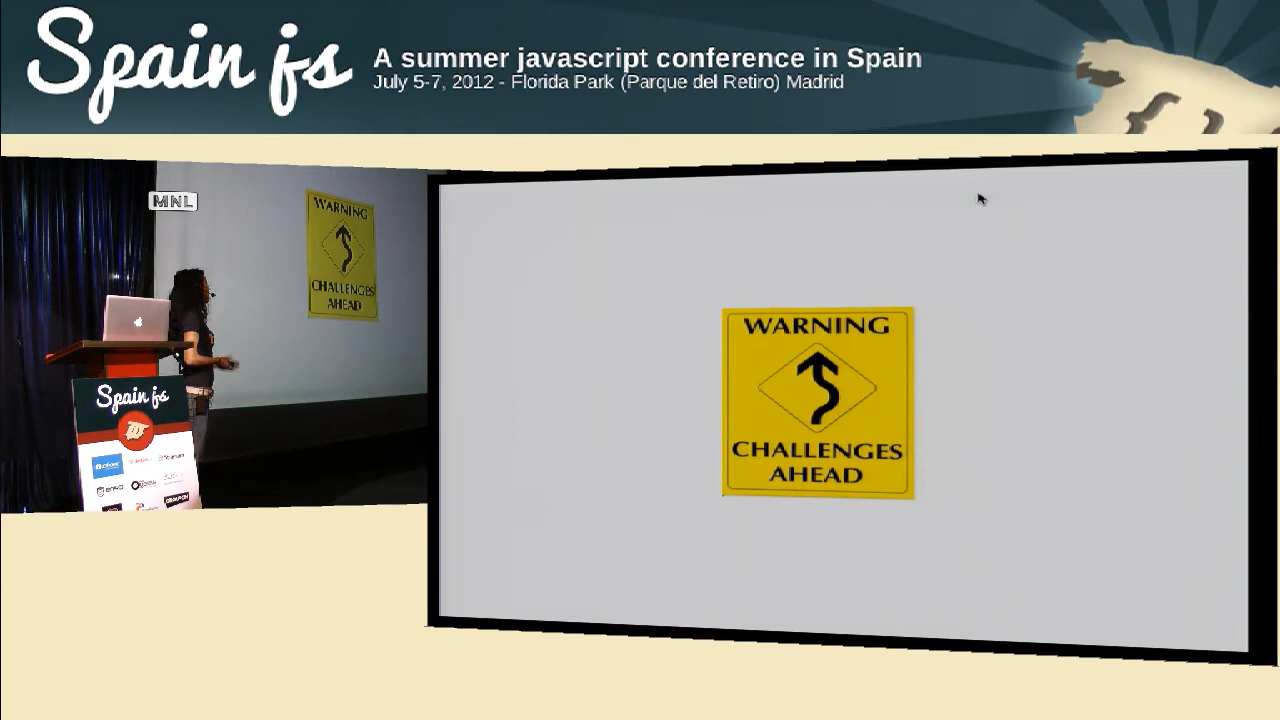 Spain js
A summer javascript conference in Spain
July 5-7, 2012 - Florida Park (Parque del Retiro) Madrid
MNL
WARNING
CHALLENGES
AHEAD
Spain js
WARNING
CHALLENGES
AHEAD